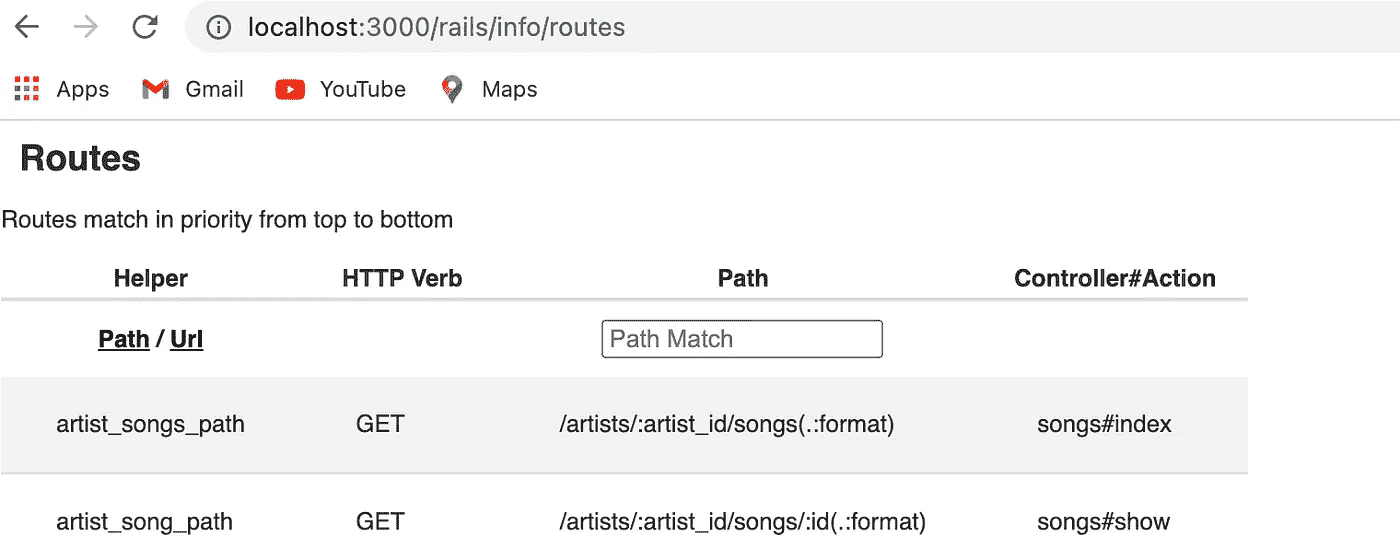 localhost:3000/rails/info/routes
Apps Gmail YouTube Maps
Routes
Routes match in priority from top to bottom
Helper HTTP Verb Path Controller#Action
Path / Url Path Match
artist_songs_path GET /artists/:artist_id/songs(.:format) songs#index
artist_song_path GET /artists/:artist_id/songs/:id(.:format) songs#show